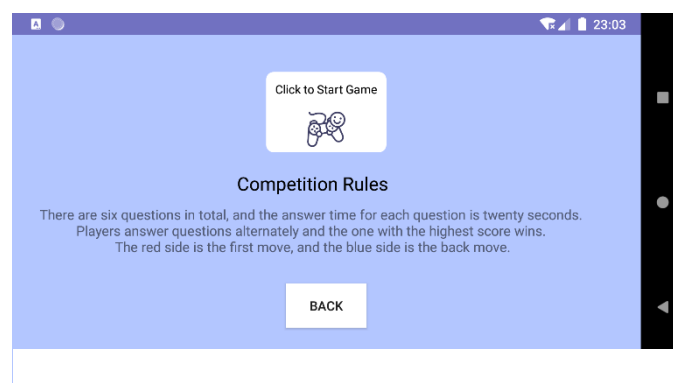 A
23:03
Click to Start Game
Competition Rules
There are six questions in total, and the answer time for each question is twenty seconds.
Players answer questions alternately and the one with the highest score wins.
The red side is the first move, and the blue side is the back move.
BACK